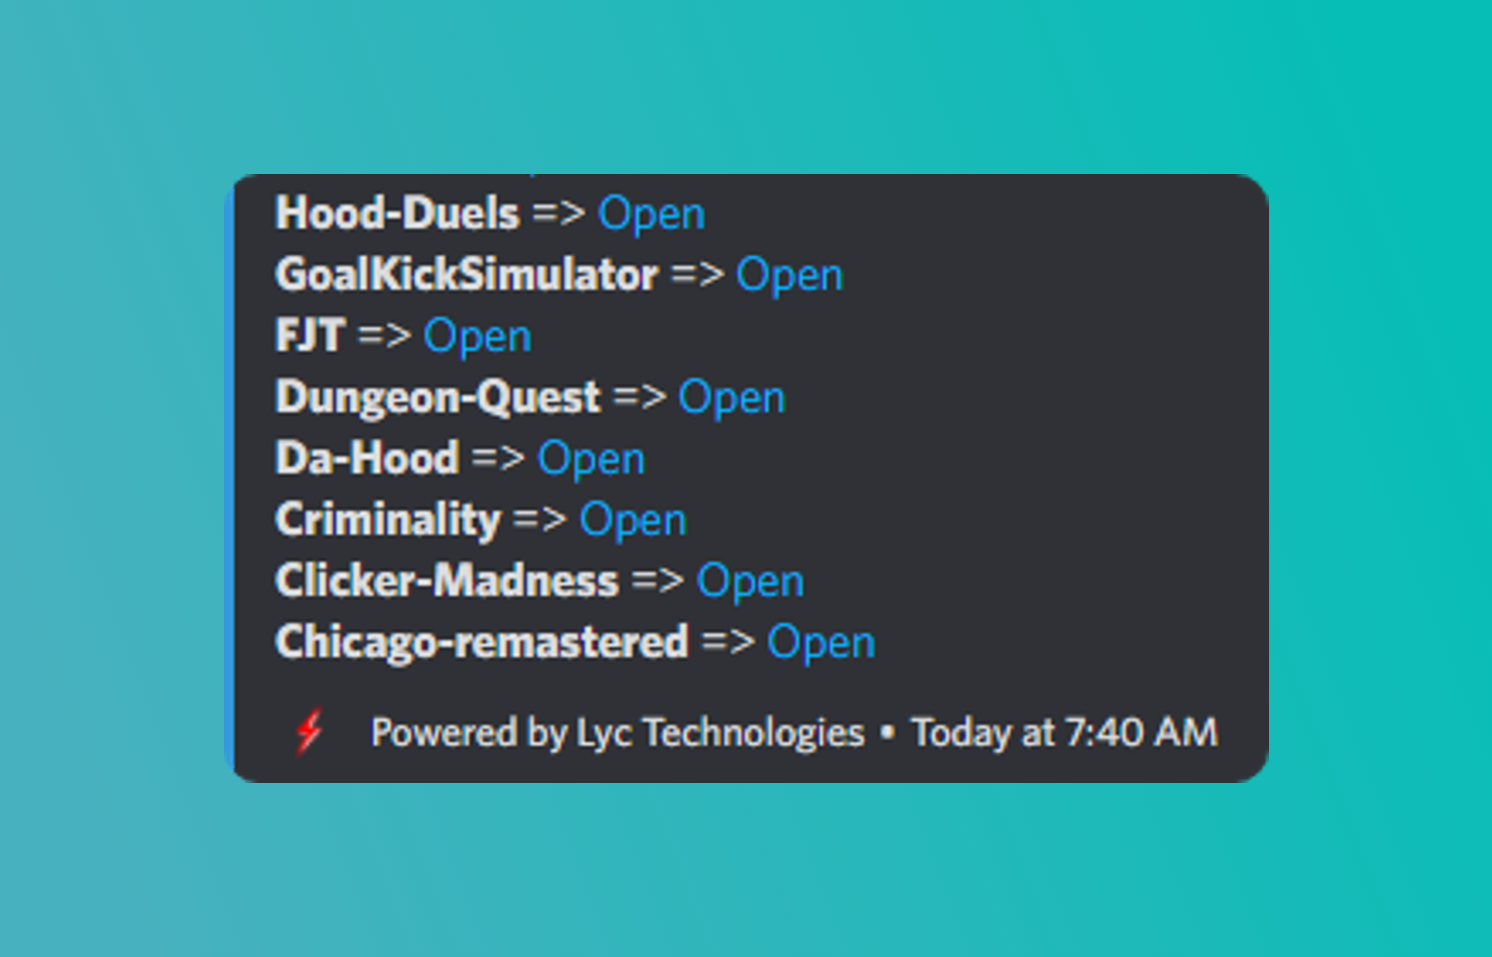 Hood-Duels => Open
GoalKickSimulator => Open
FJT => Open
Dungeon-Quest => Open
Da-Hood => Open
Criminality => Open
Clicker-Madness => Open
Chicago-remastered => Open
Powered by Lyc Technologies • Today at 7:40 AM